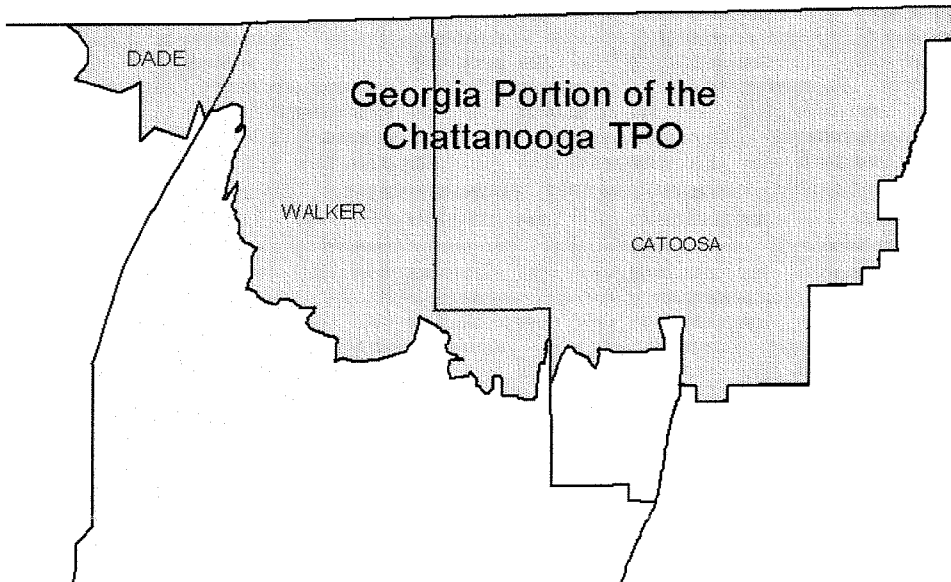 DADE
Georgia Portion of the
Chattanooga TPO
WALKER
CATOOSA